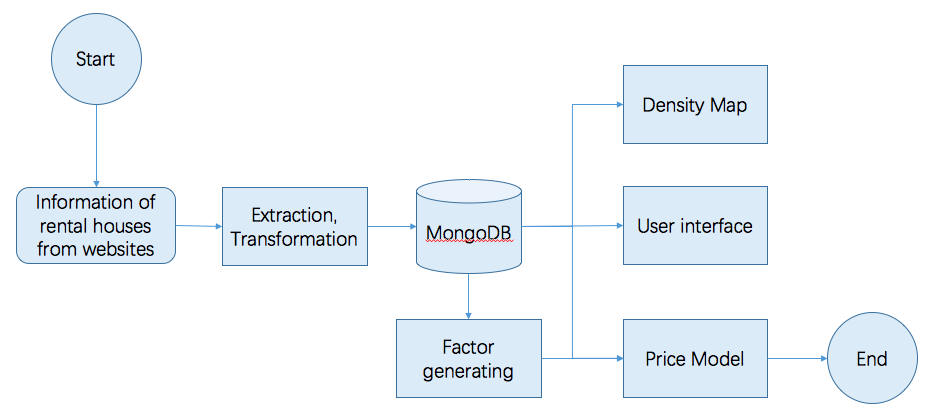 Start
Density Map
Information of
rental houses
from websites
Extraction,
Transformation
MongoDB
User interface
Factor
generating
Price Model
End